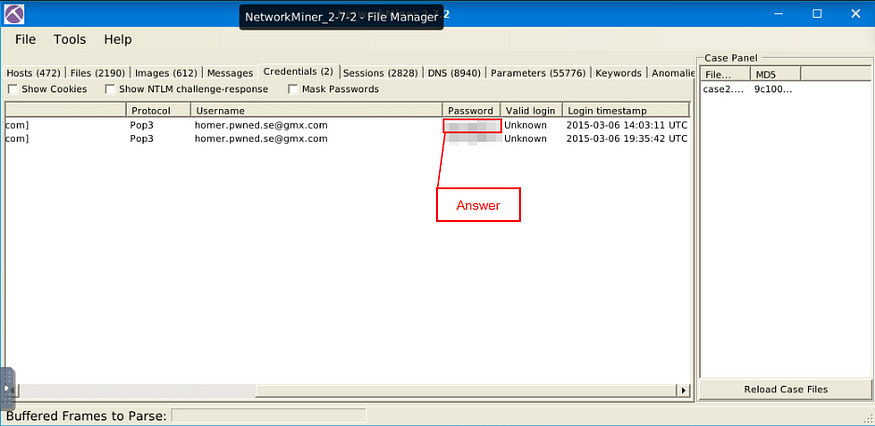 NetworkMiner_2-7-2 - File Manager
File Tools Help
Hosts (472) Files (2190) Images (612) Messages Credentials (2) Sessions (2828) DNS (8940) Parameters (55776) Keywords Anomalie
Show Cookies Show NTLM challenge-response Mask Passwords
Protocol Username Password Valid login Login timestamp
com] Pop3 homer.pwned.se@gmx.com Unknown 2015-03-06 14:03:11 UTC
com] Pop3 homer.pwned.se@gmx.com Unknown 2015-03-06 19:35:42 UTC
Answer
Case Panel
File... MD5
case2.... 9c100...
Reload Case Files
Buffered Frames to Parse: